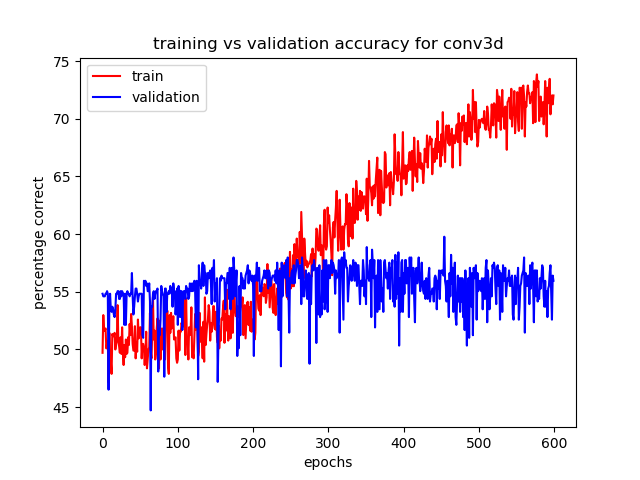 training vs validation accuracy for conv3d
train
validation
percentage correct
75
70
65
60
55
50
45
0 100 200 300 400 500 600
epochs